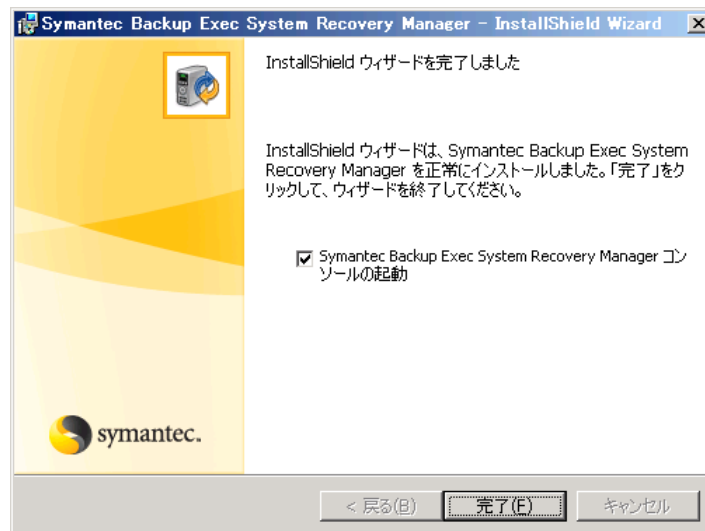 Symantec Backup Exec System Recovery Manager - InstallShield Wizard
InstallShield ウィザードを完了しました
InstallShield ウィザードは、Symantec Backup Exec System
Recovery Manager を正常にインストールしました。「完了」をク
リックして、ウィザードを終了してください。
Symantec Backup Exec System Recovery Manager コン
ソールの起動
symantec.
< 戻る(B)
完了(F)
キャンセル